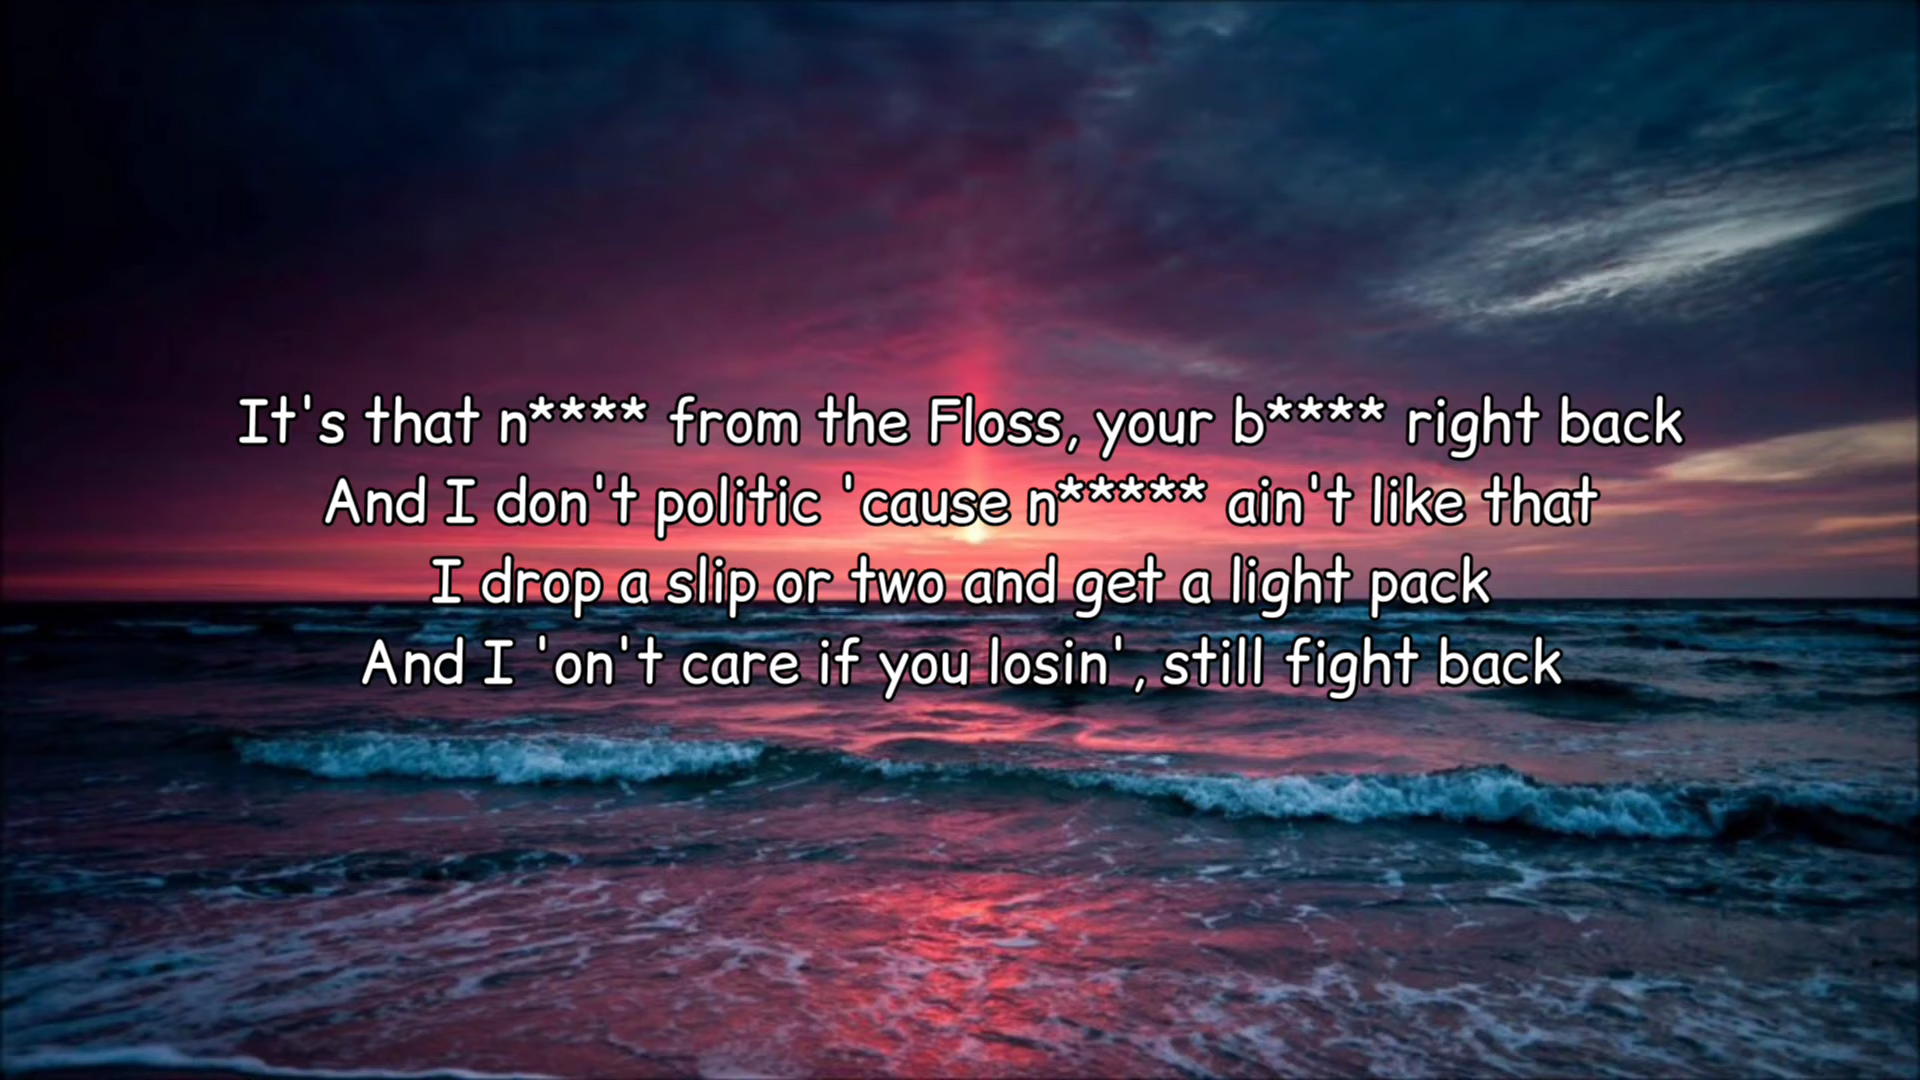 It's that n**** from the Floss, your b**** right back
And I don't politic 'cause n***** ain't like that
I drop a slip or two and get a light pack
And I 'on't care if you losin', still fight back